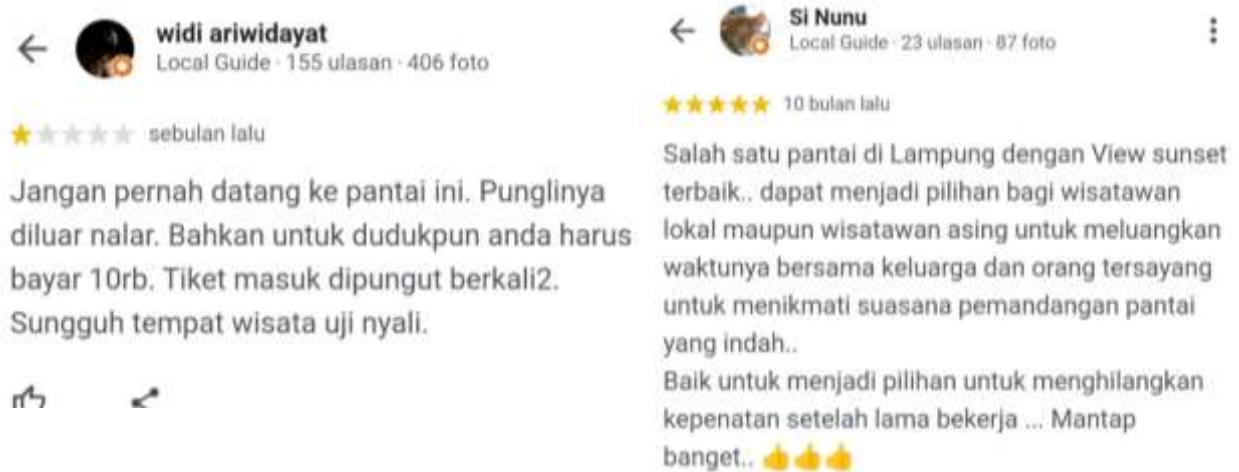 widi ariwidayat
Local Guide · 155 ulasan · 406 foto
sebulan lalu
Jangan pernah datang ke pantai ini. Punglinya
diluar nalar. Bahkan untuk dudukpun anda harus
bayar 10rb. Tiket masuk dipungut berkali2.
Sungguh tempat wisata uji nyali.
Si Nunu
Local Guide · 23 ulasan · 87 foto
10 bulan lalu
Salah satu pantai di Lampung dengan View sunset
terbaik.. dapat menjadi pilihan bagi wisatawan
lokal maupun wisatawan asing untuk meluangkan
waktunya bersama keluarga dan orang tersayang
untuk menikmati suasana pemandangan pantai
yang indah..
Baik untuk menjadi pilihan untuk menghilangkan
kepenatan setelah lama bekerja ... Mantap
banget.. 👍👍👍